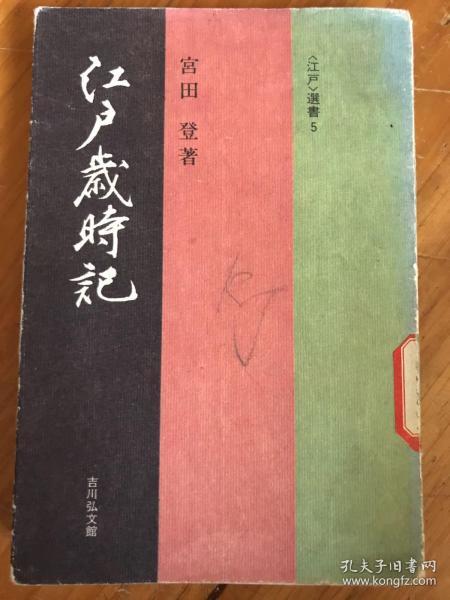 〈江戸〉選書 5
宮田 登著
江戸歳時記
吉川弘文館
孔夫子旧书网
www.kongfz.com